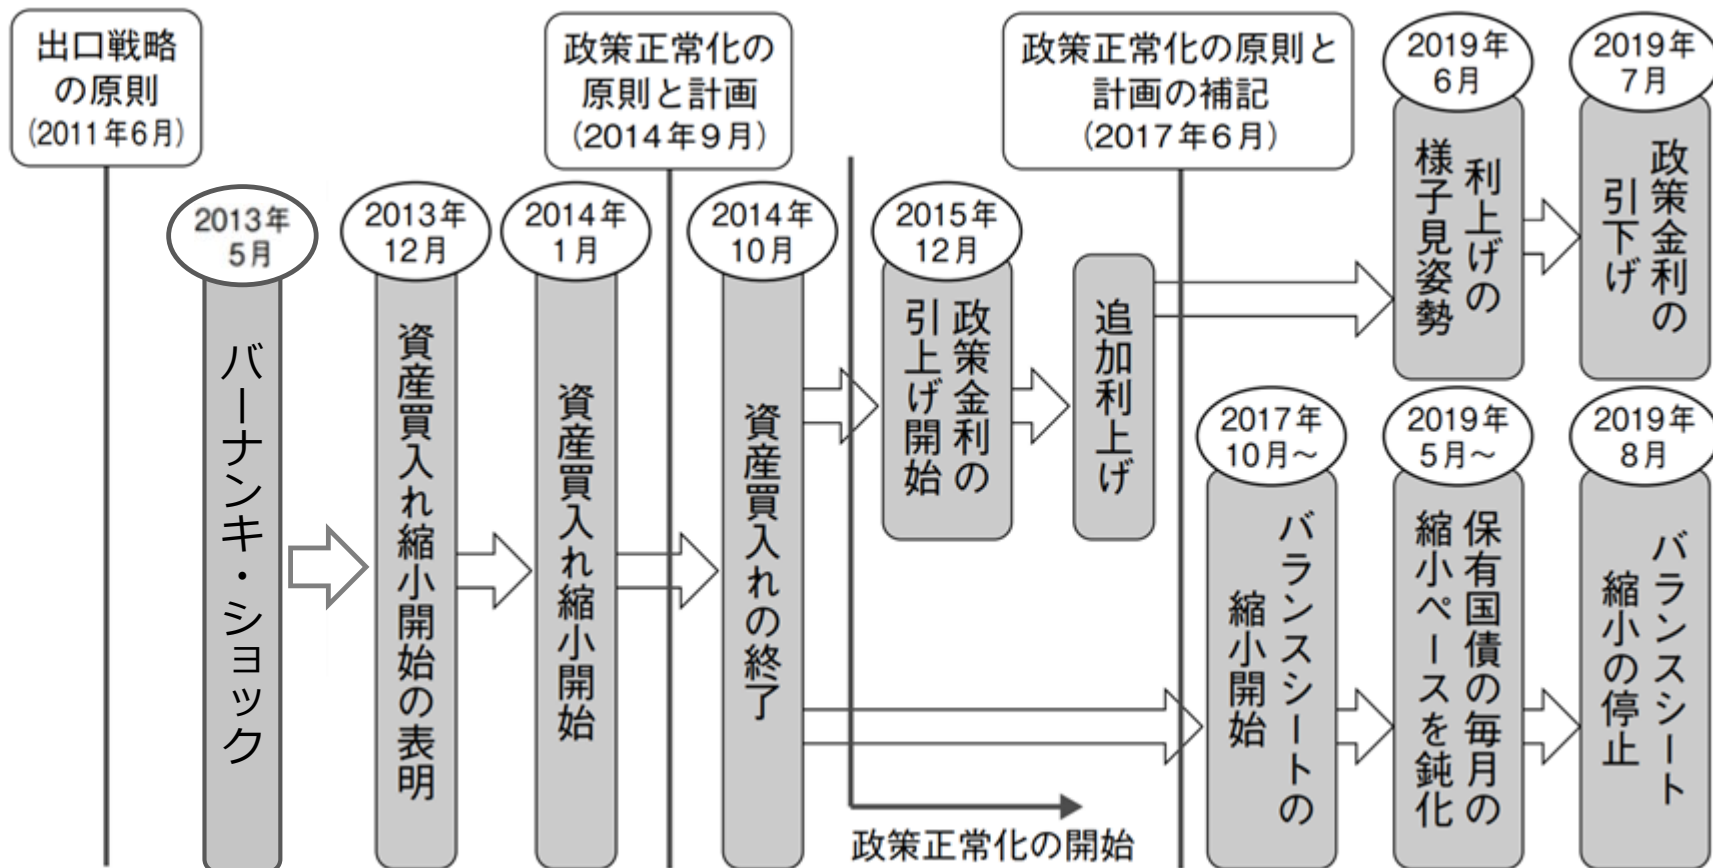 出口戦略
の原則
(2011年6月)
政策正常化の
原則と計画
(2014年9月)
政策正常化の原則と
計画の補記
(2017年6月)
2019年
6月
利上げの
様子見姿勢
2019年
7月
政策金利の
引下げ
2013年
5月
バーナンキ・ショック
2013年
12月
資産買入れ縮小開始の表明
2014年
1月
資産買入れ縮小開始
2014年
10月
資産買入れの終了
2015年
12月
政策金利の
引上げ開始
追加利上げ
2017年
10月～
バランスシートの
縮小開始
2019年
5月～
保有国債の毎月の
縮小ペースを鈍化
2019年
8月
バランスシート
縮小の停止
政策正常化の開始